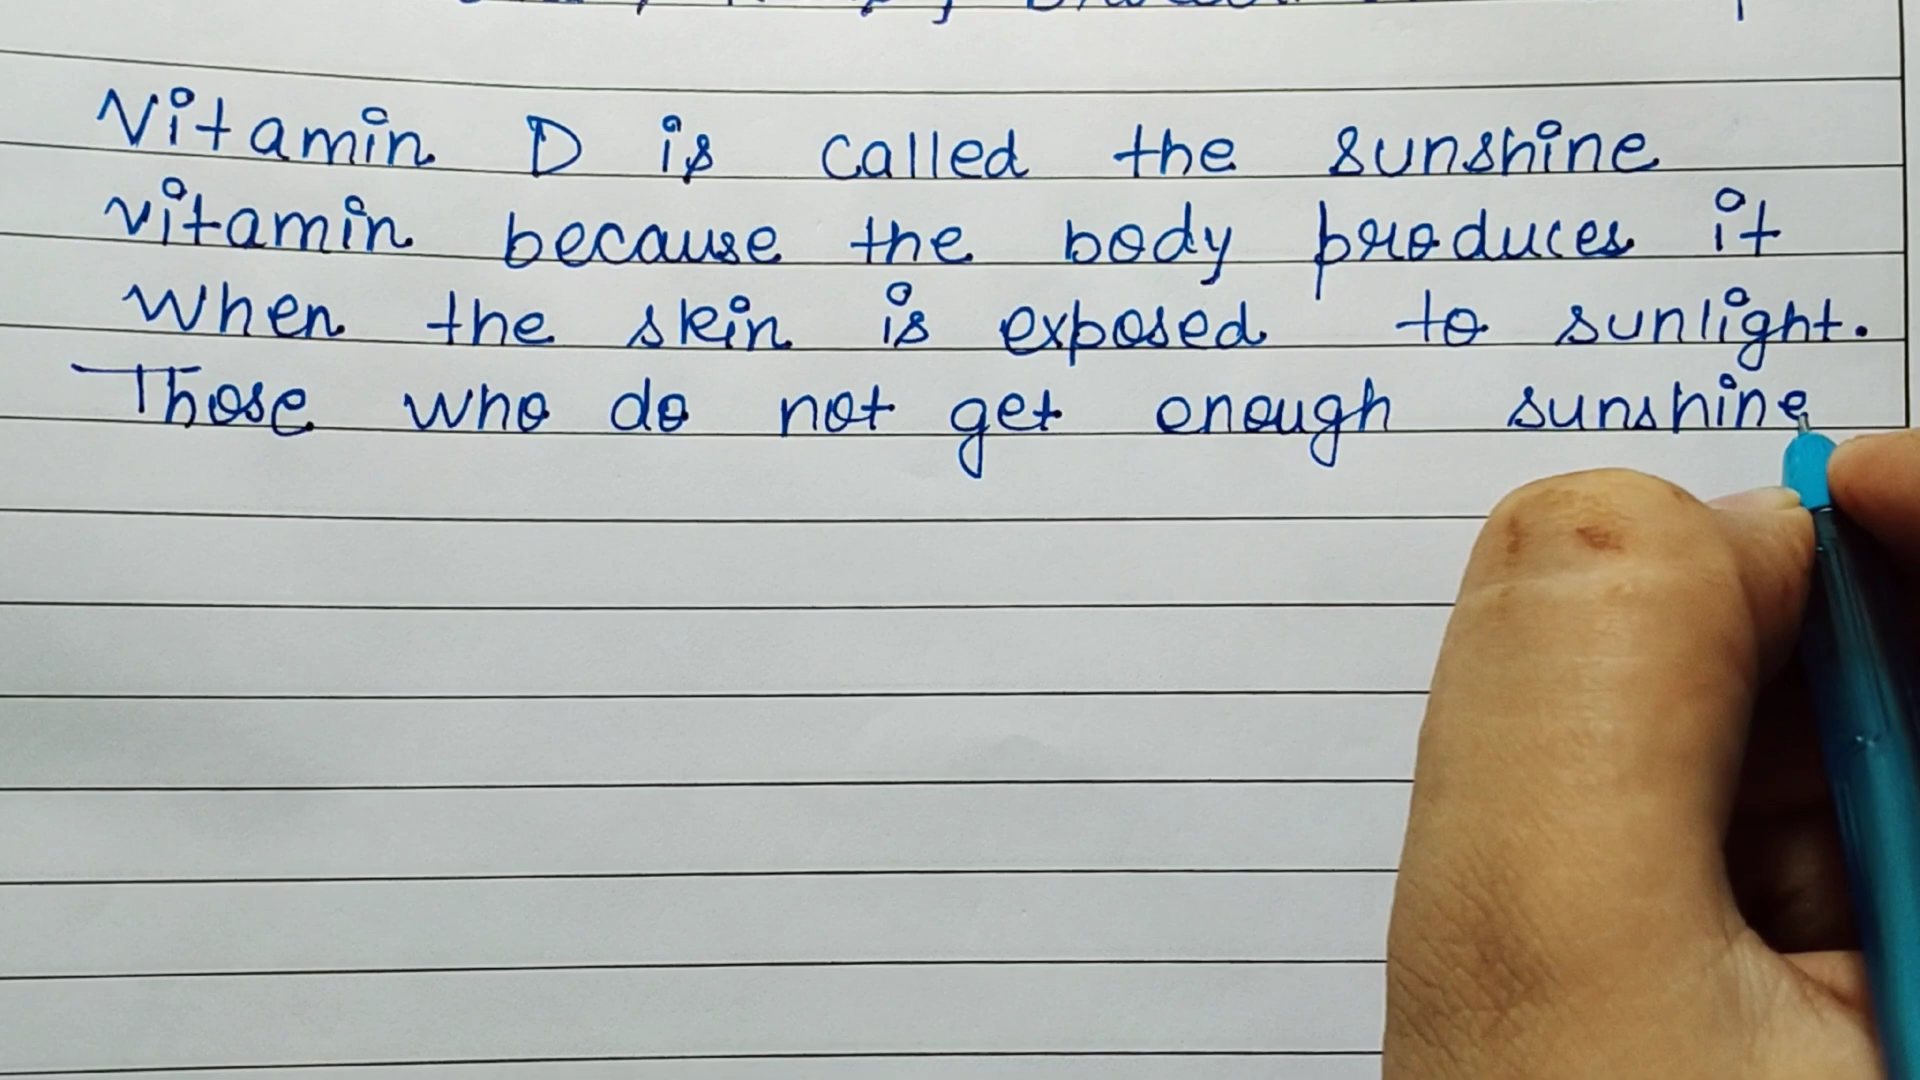 Vitamin D is called the sunshine
vitamin because the body produces it
when the skin is exposed to sunlight.
Those who do not get enough sunshine